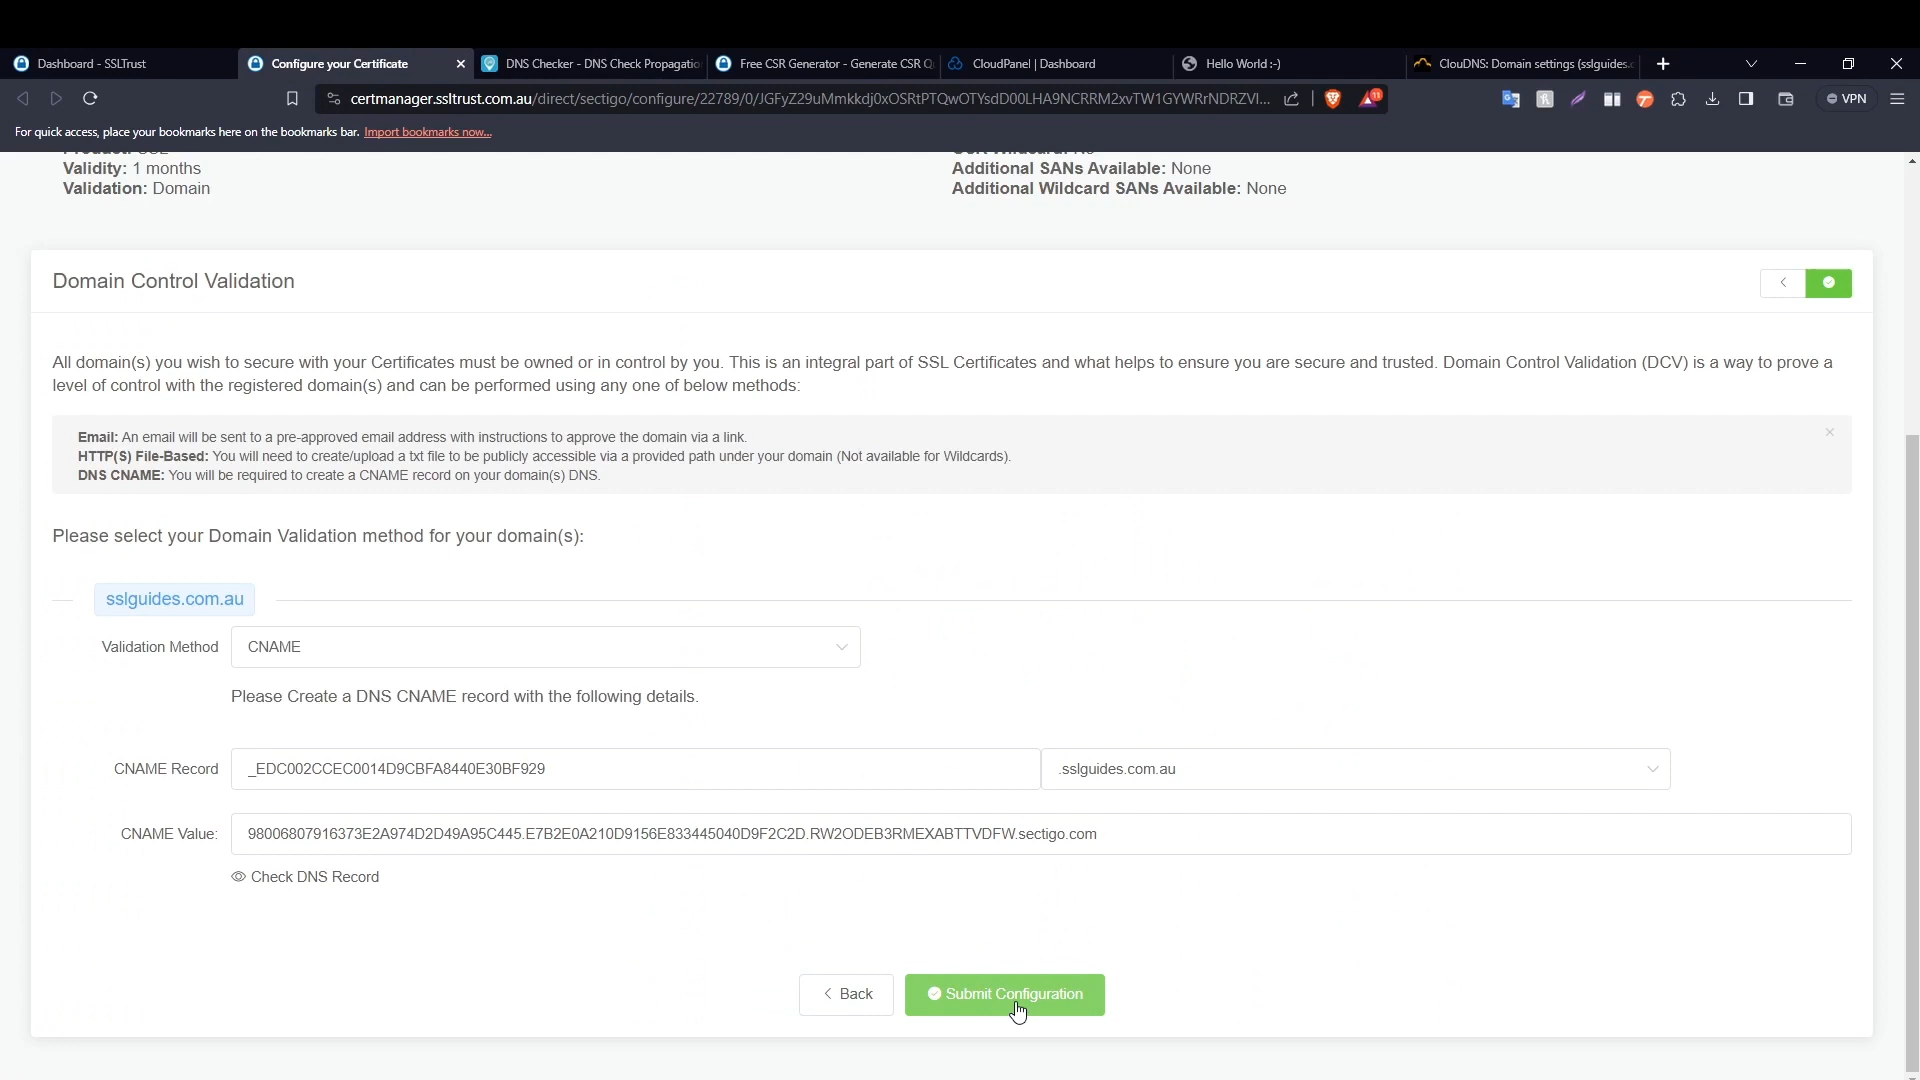 Dashboard - SSLTrust
Configure your Certificate
DNS Checker - DNS Check Propagatio
Free CSR Generator - Generate CSR Q
CloudPanel | Dashboard
Hello World :-)
ClouDNS: Domain settings (sslguides.c
certmanager.ssltrust.com.au/direct/sectigo/configure/22789/0/JGFyZ29uMmkkdj0xOSRtPTQwOTYsdD00LHA9NCRRM2xvTW1GYWRrNDRZVl...
11
VPN
For quick access, place your bookmarks here on the bookmarks bar. Import bookmarks now...
Validity: 1 months
Additional SANs Available: None
Validation: Domain
Additional Wildcard SANs Available: None
Domain Control Validation
All domain(s) you wish to secure with your Certificates must be owned or in control by you. This is an integral part of SSL Certificates and what helps to ensure you are secure and trusted. Domain Control Validation (DCV) is a way to prove a
level of control with the registered domain(s) and can be performed using any one of below methods:
Email: An email will be sent to a pre-approved email address with instructions to approve the domain via a link.
HTTP(S) File-Based: You will need to create/upload a txt file to be publicly accessible via a provided path under your domain (Not available for Wildcards).
DNS CNAME: You will be required to create a CNAME record on your domain(s) DNS.
Please select your Domain Validation method for your domain(s):
sslguides.com.au
Validation Method
CNAME
Please Create a DNS CNAME record with the following details.
CNAME Record
_EDC002CCEC0014D9CBFA8440E30BF929
.sslguides.com.au
CNAME Value:
98006807916373E2A974D2D49A95C445.E7B2E0A210D9156E833445040D9F2C2D.RW2ODEB3RMEXABTTVDFW.sectigo.com
Check DNS Record
Back
Submit Configuration